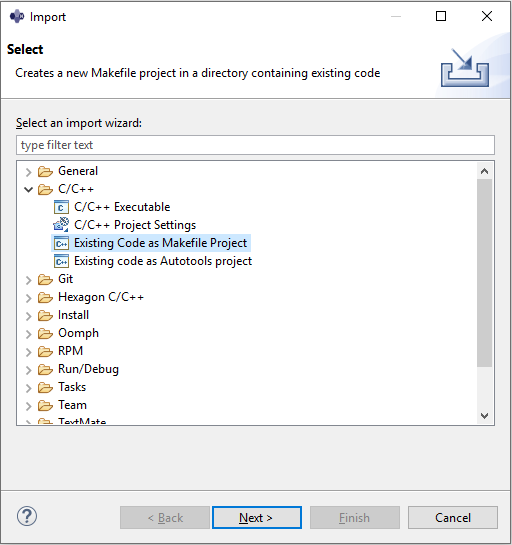 Import
Select
Creates a new Makefile project in a directory containing existing code
Select an import wizard:
type filter text
General
C/C++
C/C++ Executable
C/C++ Project Settings
Existing Code as Makefile Project
Existing code as Autotools project
Git
Hexagon C/C++
Install
Oomph
RPM
Run/Debug
Tasks
Team
TextMate
< Back
Next >
Finish
Cancel